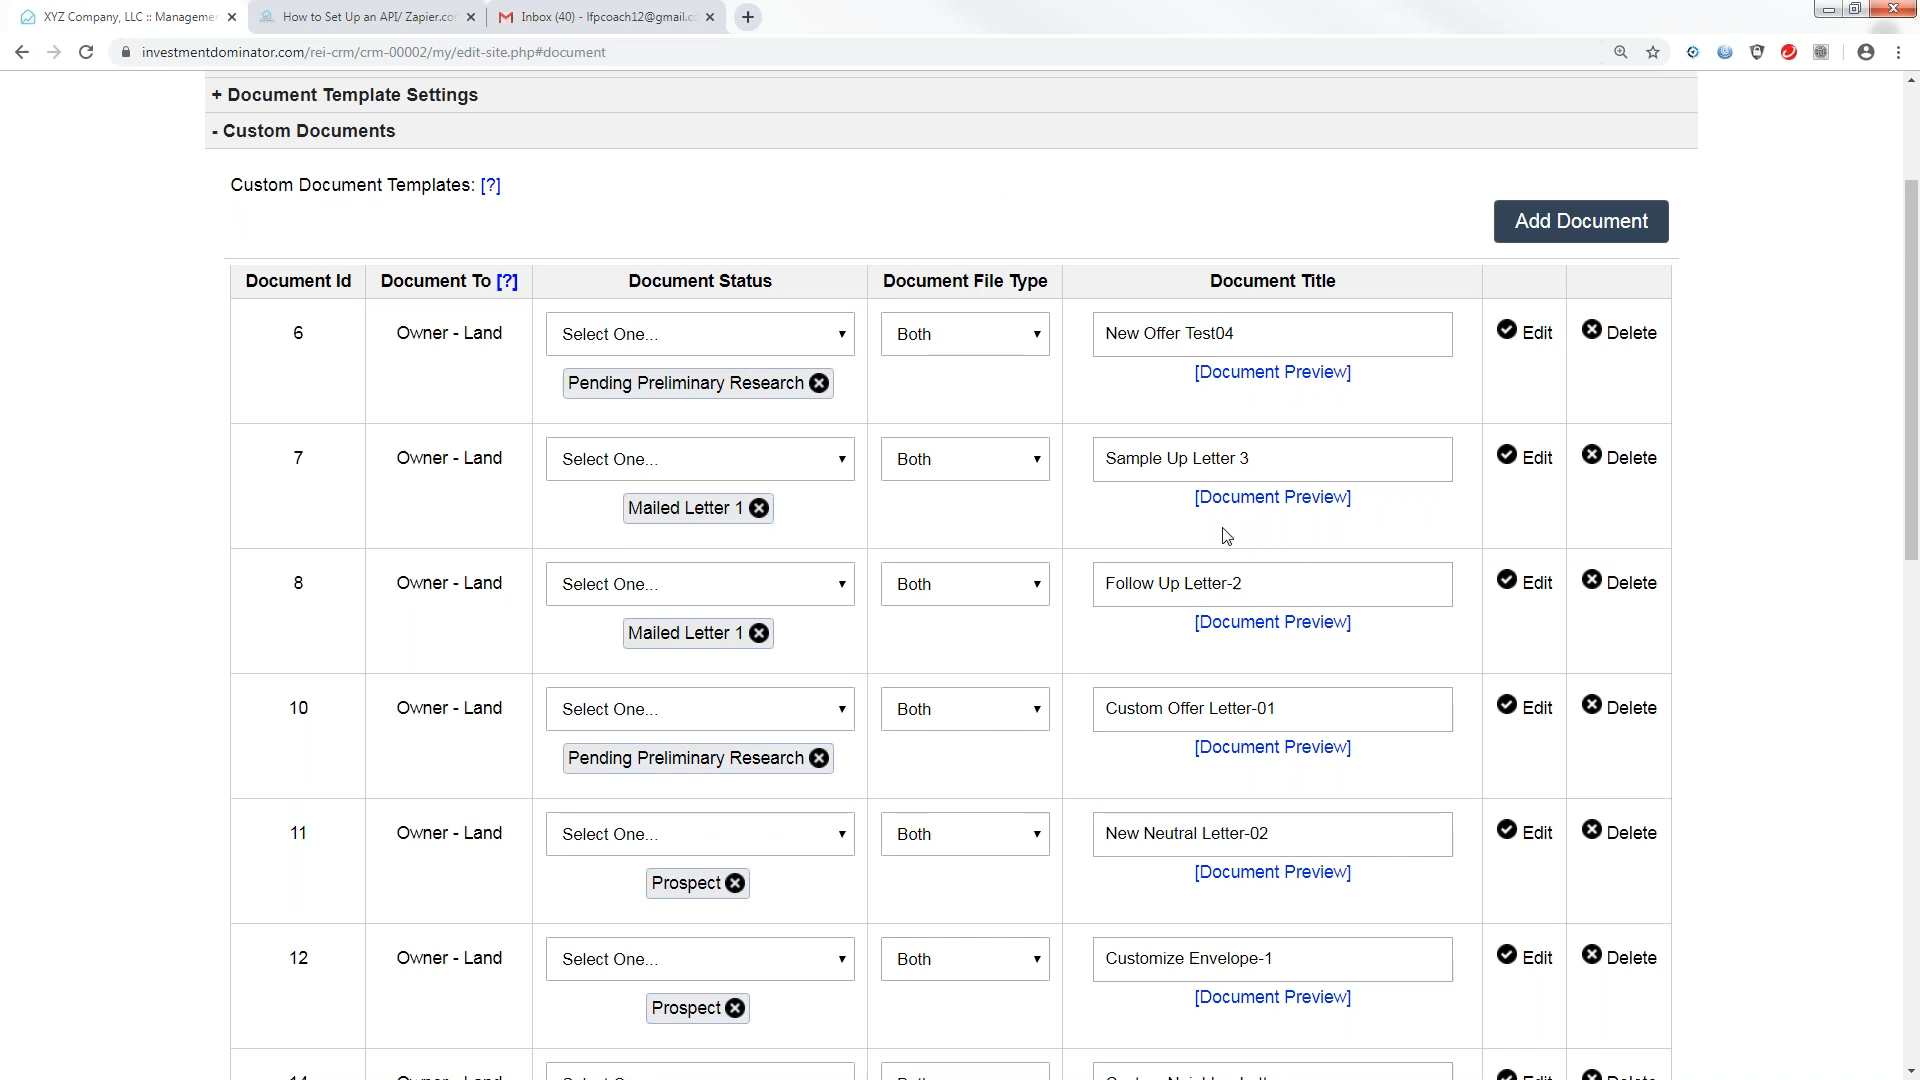 XYZ Company, LLC :: Manageme
How to Set Up an API/ Zapier.co
Inbox (40) - lfpcoach12@gmail.c
investmentdominator.com/rei-crm/crm-00002/my/edit-site.php#document
+ Document Template Settings
- Custom Documents
Custom Document Templates: [?]
Add Document
Document Id Document To [?] Document Status Document File Type Document Title
6 Owner - Land Select One... Both New Offer Test04 Edit Delete
Pending Preliminary Research [Document Preview]
7 Owner - Land Select One... Both Sample Up Letter 3 Edit Delete
Mailed Letter 1 [Document Preview]
8 Owner - Land Select One... Both Follow Up Letter-2 Edit Delete
Mailed Letter 1 [Document Preview]
10 Owner - Land Select One... Both Custom Offer Letter-01 Edit Delete
Pending Preliminary Research [Document Preview]
11 Owner - Land Select One... Both New Neutral Letter-02 Edit Delete
Prospect [Document Preview]
12 Owner - Land Select One... Both Customize Envelope-1 Edit Delete
Prospect [Document Preview]